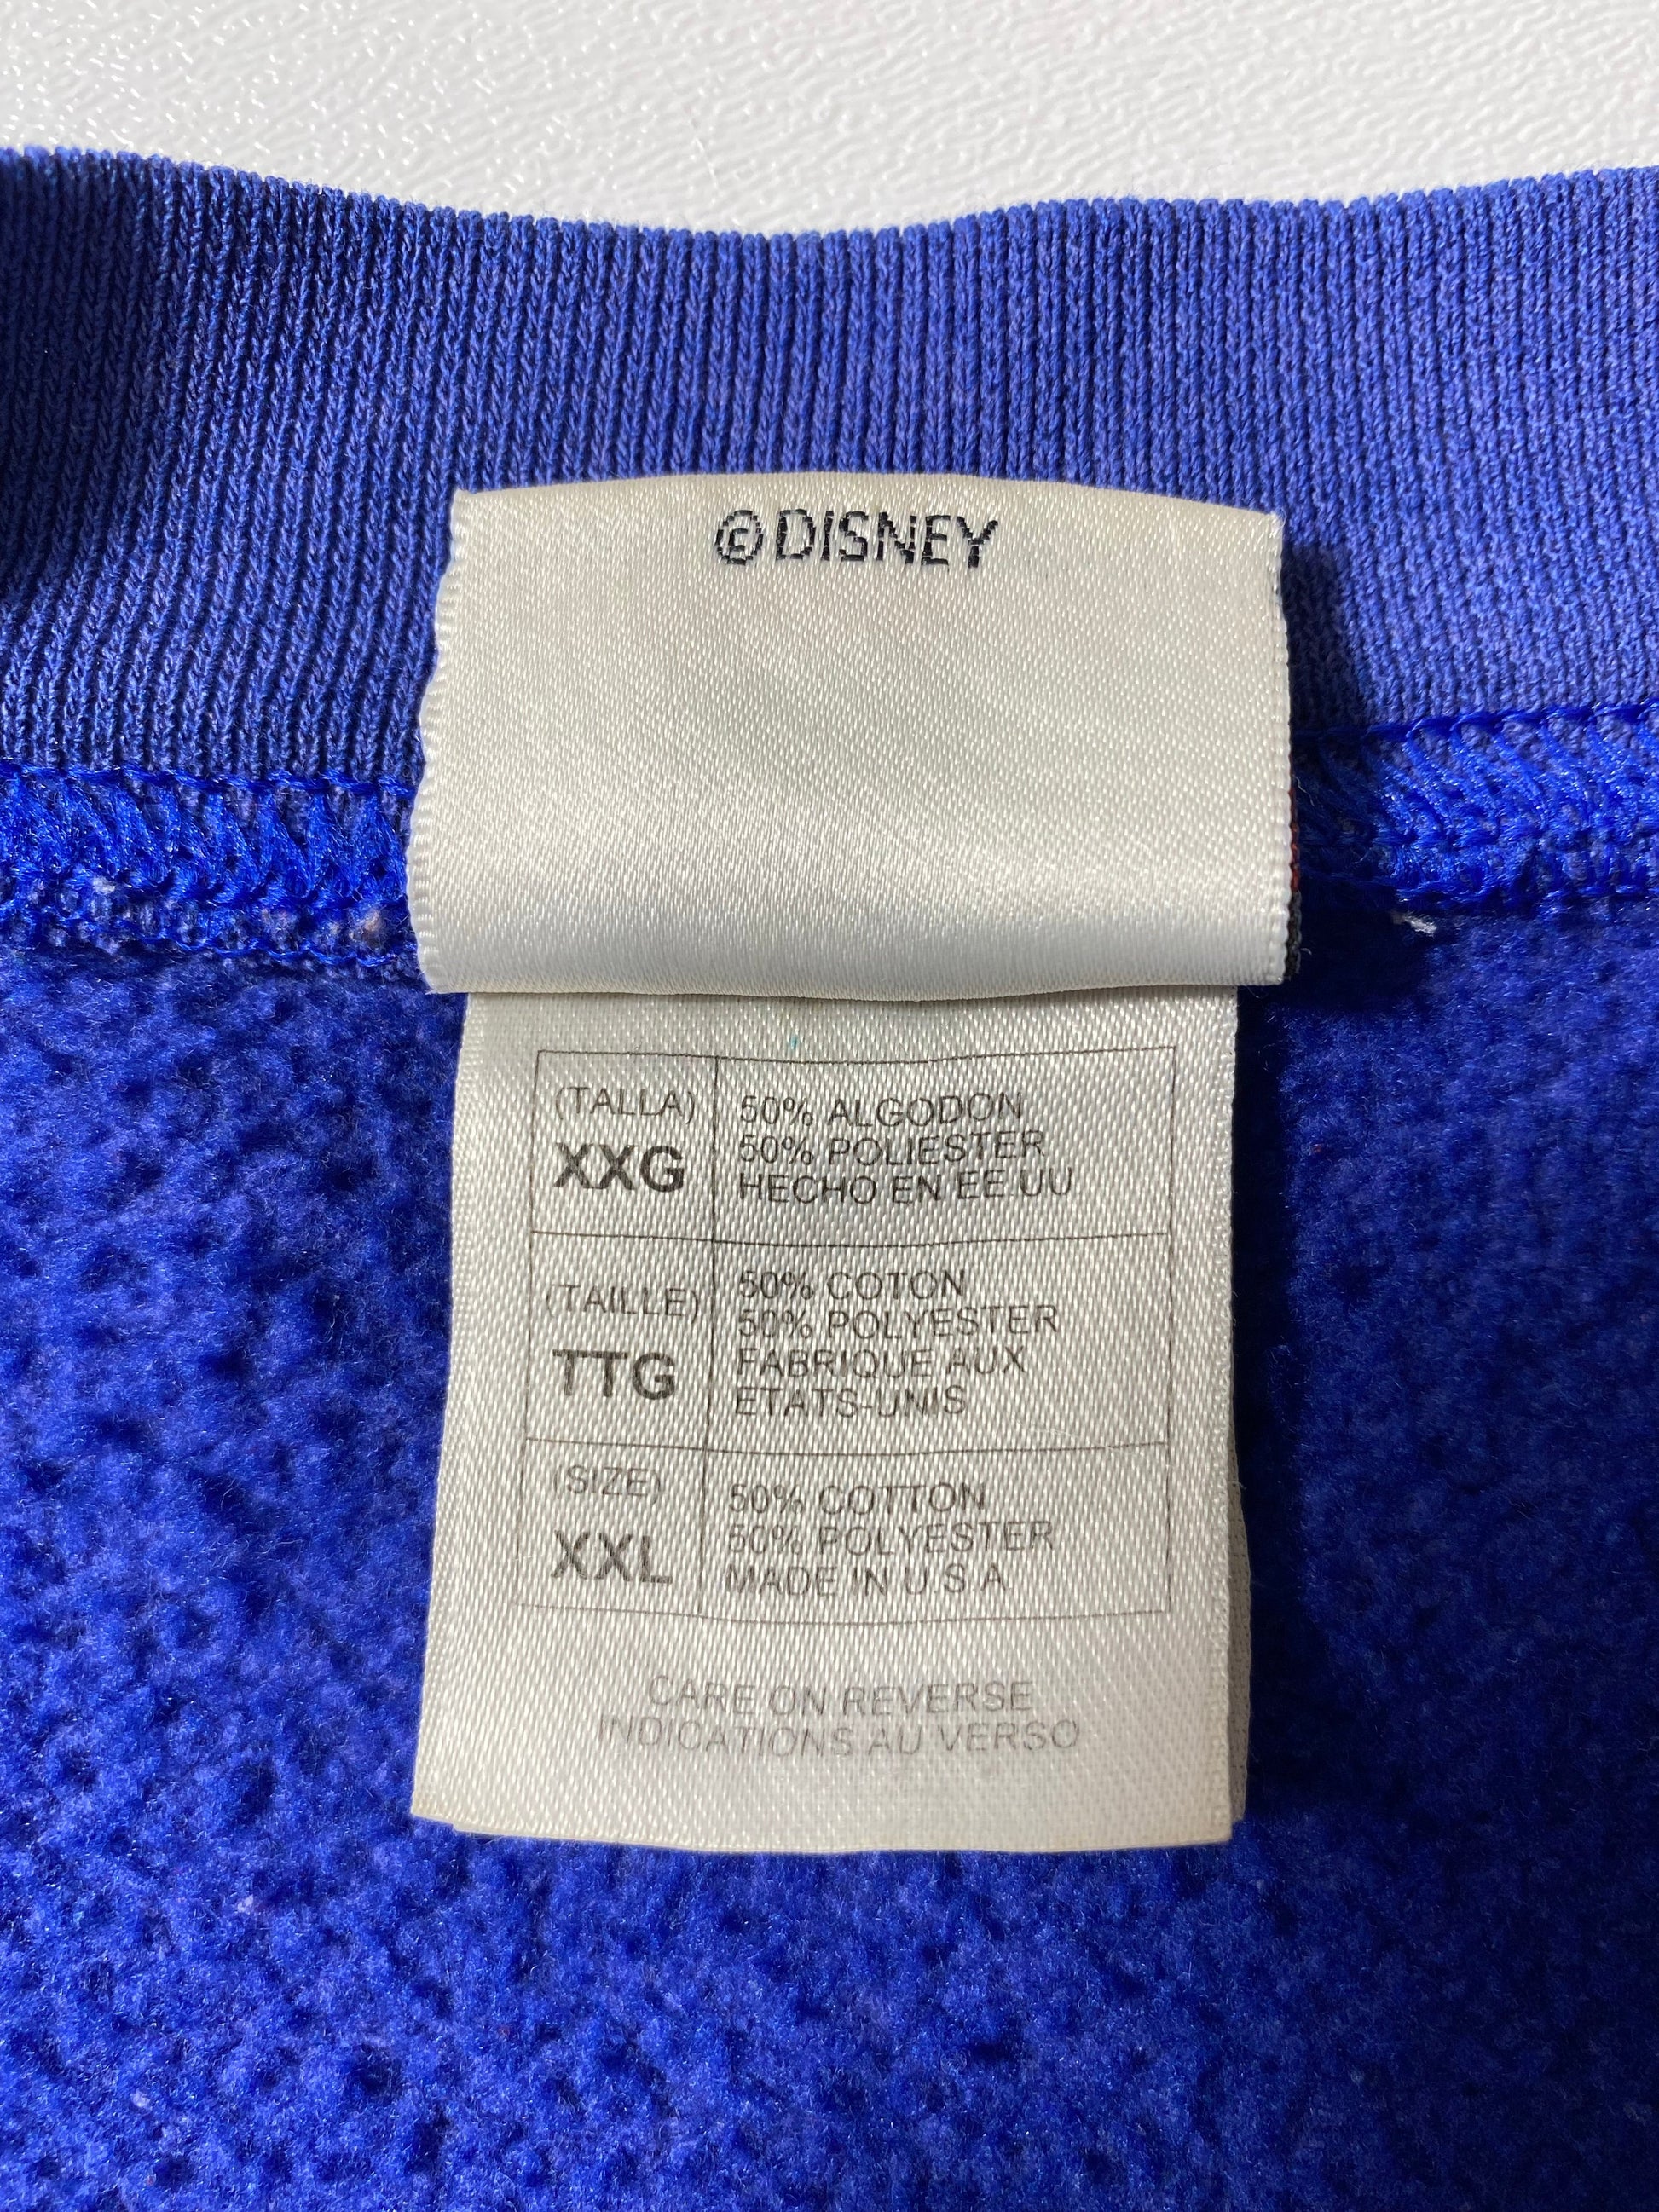 ©DISNEY
(TALLA)
XXG
50% ALGODON
50% POLIESTER
HECHO EN EE UU
(TAILLE)
TTG
50% COTON
50% POLYESTER
FABRIQUE AUX
ETATS-UNIS
(SIZE)
XXL
50% COTTON
50% POLYESTER
MADE IN U S A
CARE ON REVERSE
INDICATIONS AU VERSO